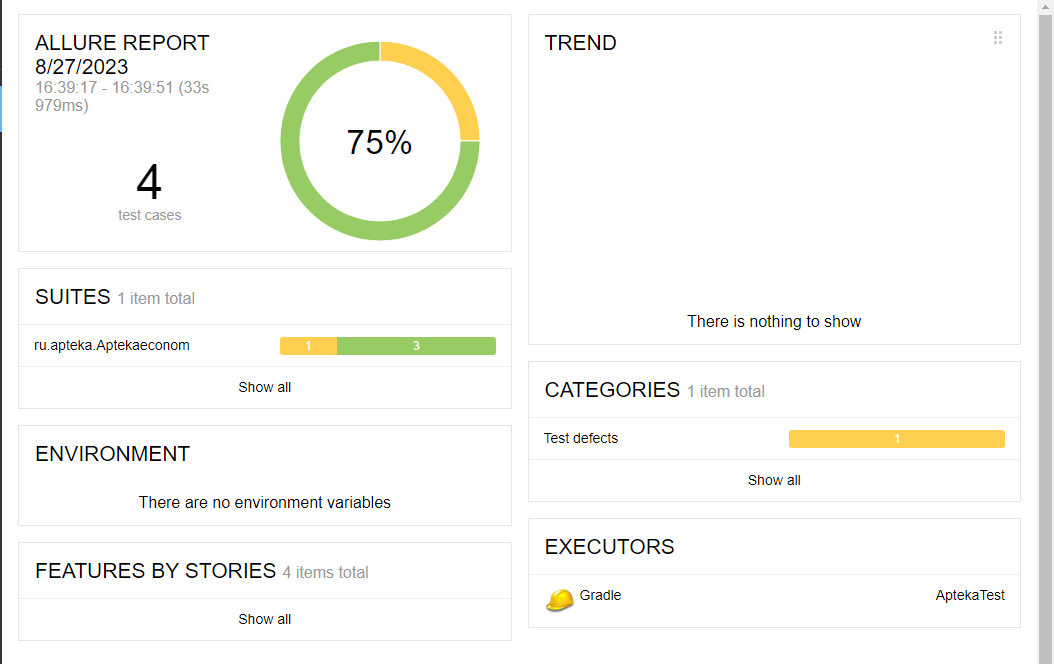 ALLURE REPORT
8/27/2023
16:39:17 - 16:39:51 (33s
979ms)
4
test cases
75%
SUITES 1 item total
ru.apteka.Aptekaeconom 1 3
Show all
ENVIRONMENT
There are no environment variables
FEATURES BY STORIES 4 items total
Show all
TREND
There is nothing to show
CATEGORIES 1 item total
Test defects 1
Show all
EXECUTORS
Gradle AptekaTest